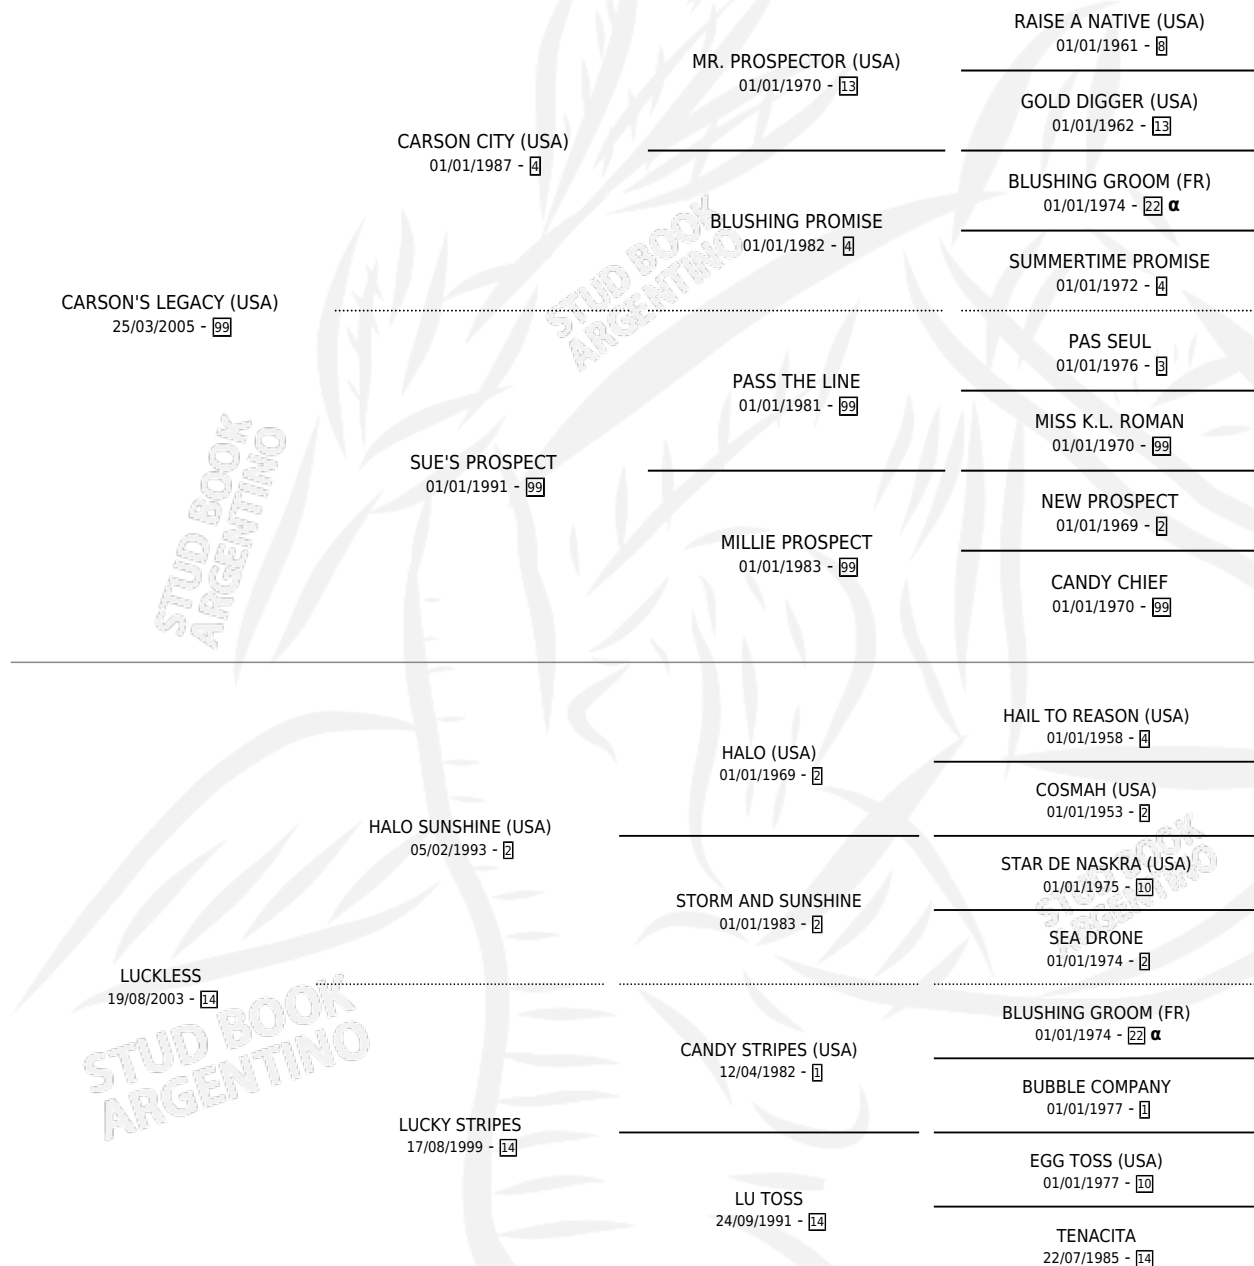 RAISE A NATIVE (USA)
01/01/1961 - 8
MR. PROSPECTOR (USA)
01/01/1970 - 13
GOLD DIGGER (USA)
01/01/1962 - 13
CARSON CITY (USA)
01/01/1987 - 4
BLUSHING GROOM (FR)
01/01/1974 - 22 α
BLUSHING PROMISE
01/01/1982 - 4
SUMMERTIME PROMISE
01/01/1972 - 4
CARSON'S LEGACY (USA)
25/03/2005 - 99
STUD BOOK
ARGENTINO
PAS SEUL
01/01/1976 - 3
PASS THE LINE
01/01/1981 - 99
MISS K.L. ROMAN
01/01/1970 - 99
SUE'S PROSPECT
01/01/1991 - 99
NEW PROSPECT
01/01/1969 - 2
MILLIE PROSPECT
01/01/1983 - 99
CANDY CHIEF
01/01/1970 - 99
STUD BOOK
ARGENTINO
HAIL TO REASON (USA)
01/01/1958 - 4
HALO (USA)
01/01/1969 - 2
COSMAH (USA)
01/01/1953 - 2
HALO SUNSHINE (USA)
05/02/1993 - 2
STAR DE NASKRA (USA)
01/01/1975 - 10
STORM AND SUNSHINE
01/01/1983 - 2
SEA DRONE
01/01/1974 - 2
STUD BOOK
ARGENTINO
LUCKLESS
19/08/2003 - 14
STUD BOOK
ARGENTINO
BLUSHING GROOM (FR)
01/01/1974 - 22 α
CANDY STRIPES (USA)
12/04/1982 - 1
BUBBLE COMPANY
01/01/1977 - 1
LUCKY STRIPES
17/08/1999 - 14
EGG TOSS (USA)
01/01/1977 - 10
LU TOSS
24/09/1991 - 14
TENACITA
22/07/1985 - 14